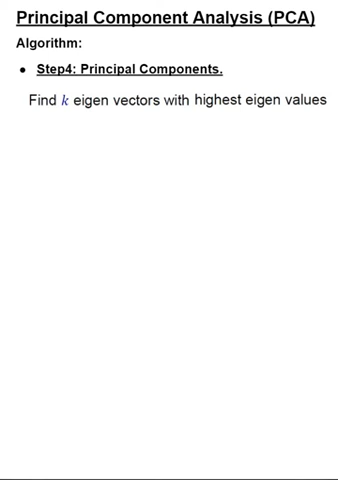 Principal Component Analysis (PCA)
Algorithm:
• Step4: Principal Components.
Find k eigen vectors with highest eigen values